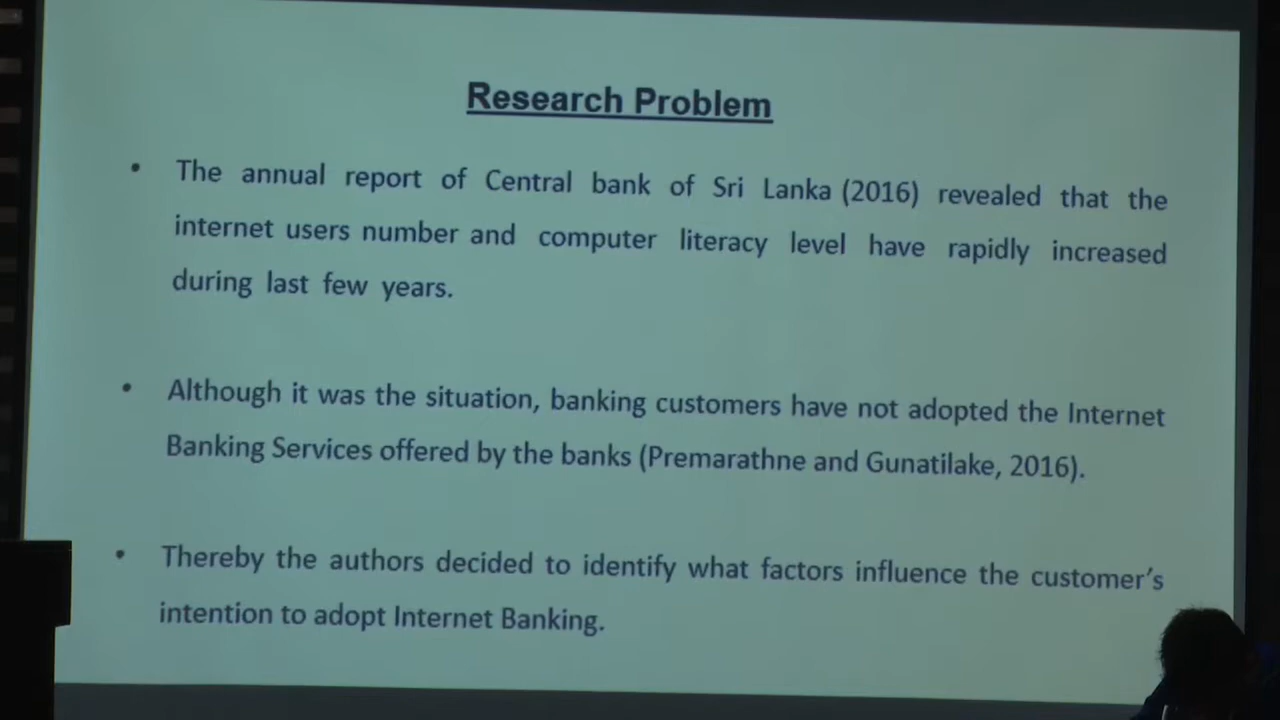 Research Problem
• The annual report of Central bank of Sri Lanka (2016) revealed that the
internet users number and computer literacy level have rapidly increased
during last few years.
• Although it was the situation, banking customers have not adopted the Internet
Banking Services offered by the banks (Premarathne and Gunatilake, 2016).
• Thereby the authors decided to identify what factors influence the customer's
intention to adopt Internet Banking.